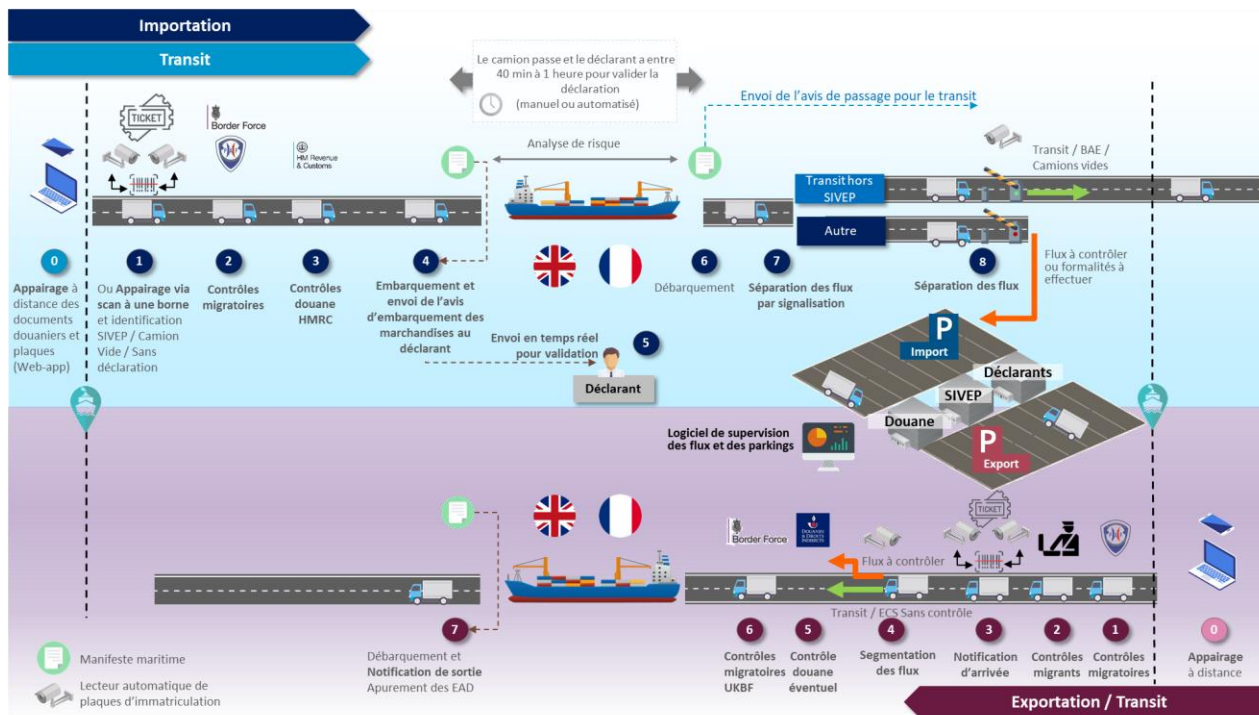 Importation
Transit
Le camion passe et le déclarant a entre
40 min à 1 heure pour valider la
déclaration
(manuel ou automatisé)
Envoi de l'avis de passage pour le transit
TICKET
Border Force
HM Revenue
& Customs
Analyse de risque
Transit / BAE /
Camions vides
Transit hors
SIVEP
Autre
0
Appairage à
distance des
documents
douaniers et
plaques
(Web-app)
1
Ou Appairage via
scan à une borne
et identification
SIVEP / Camion
Vide / Sans
déclaration
2
Contrôles
migratoires
3
Contrôles
douane
HMRC
4
Embarquement et
envoi de l'avis
d'embarquement des
marchandises au
déclarant
Envoi en temps réel
pour validation
5
Déclarant
6
Débarquement
7
Séparation des flux
par signalisation
8
Séparation des flux
Flux à contrôler
ou formalités à
effectuer
P
Import
Déclarants
SIVEP
Douane
P
Export
Logiciel de supervision
des flux et des parkings
TICKET
Border Force
DOUANES
& DROITS
INDIRECTS
Flux à contrôler
Transit / ECS Sans contrôle
7
Débarquement et
Notification de sortie
Apurement des EAD
6
Contrôles
migratoires
UKBF
5
Contrôle
douane
éventuel
4
Segmentation
des flux
3
Notification
d'arrivée
2
Contrôles
migrants
1
Contrôles
migratoires
0
Appairage
à distance
Manifeste maritime
Lecteur automatique de
plaques d'immatriculation
Exportation / Transit